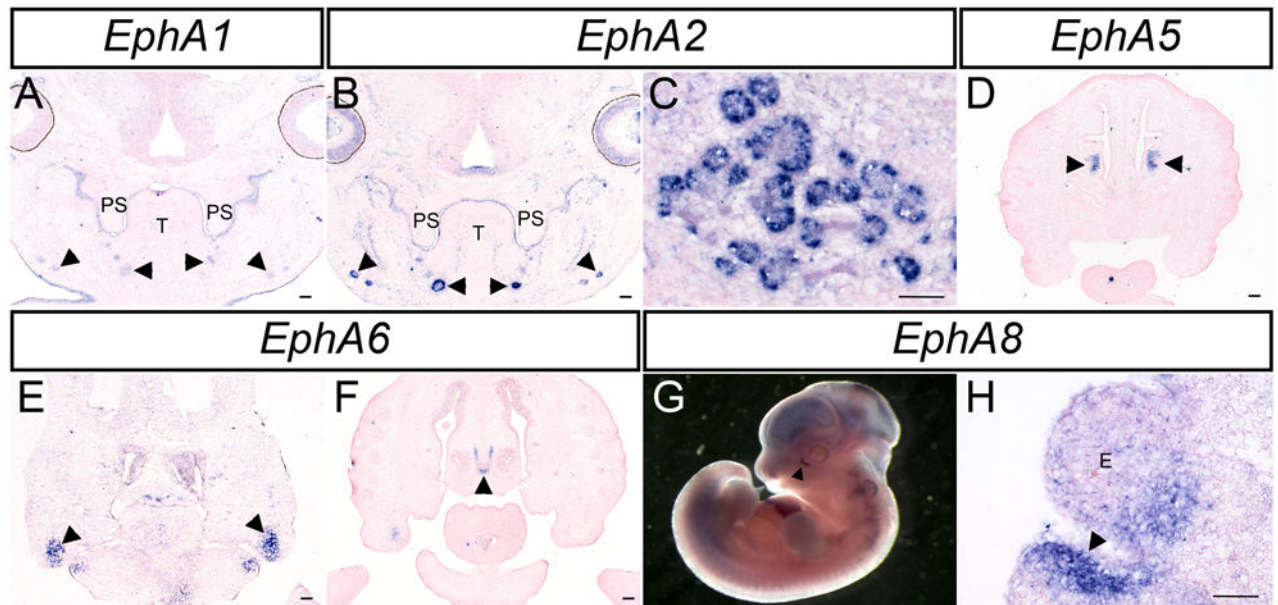 EphA1 EphA2 EphA5
A B C D
PS T PS PS T PS
EphA6 EphA8
E F G H
E